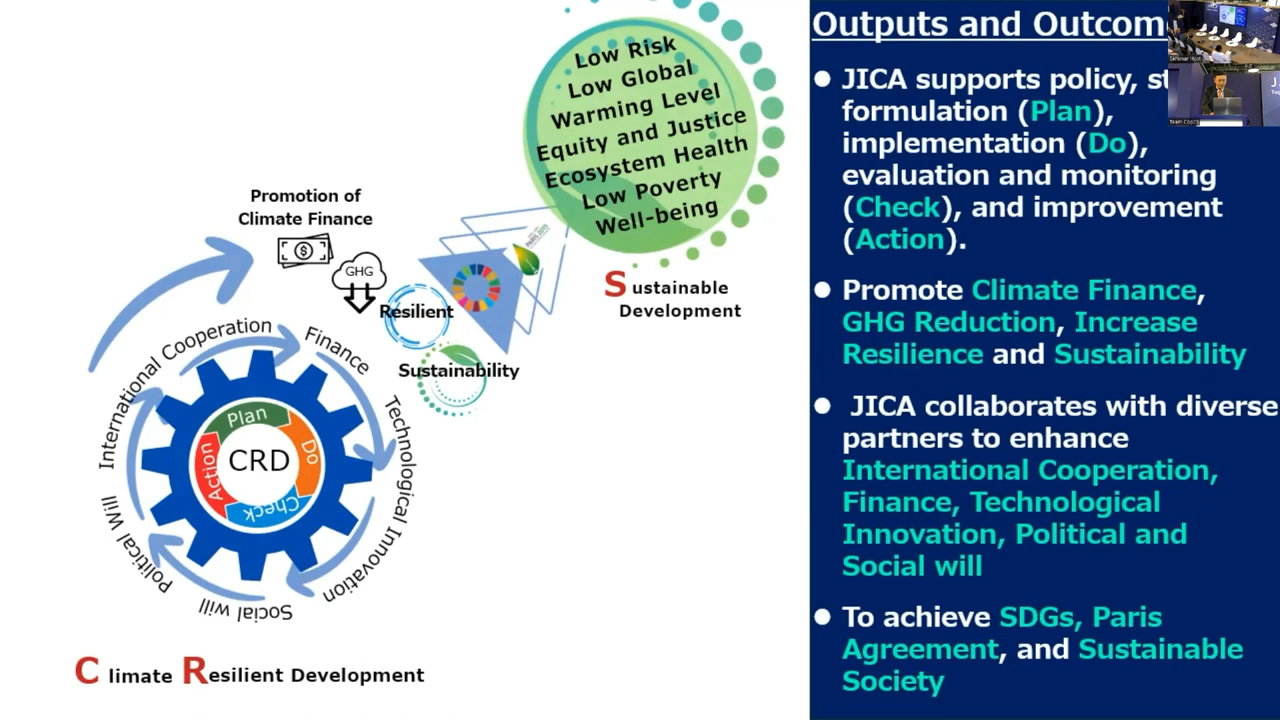 Low Risk
Low Global
Warming Level
Equity and Justice
Ecosystem Health
Low Poverty
Well-being
Promotion of
Climate Finance
GHG
Resilient
Sustainability
S ustainable
Development
International Cooperation
Finance
Technological Innovation
Social will
Political Will
Plan
Do
Check
Action
CRD
C limate Resilient Development
Outputs and Outcom
● JICA supports policy, st
formulation (Plan),
implementation (Do),
evaluation and monitoring
(Check), and improvement
(Action).
● Promote Climate Finance,
GHG Reduction, Increase
Resilience and Sustainability
● JICA collaborates with diverse
partners to enhance
International Cooperation,
Finance, Technological
Innovation, Political and
Social will
● To achieve SDGs, Paris
Agreement, and Sustainable
Society
Seminar Host